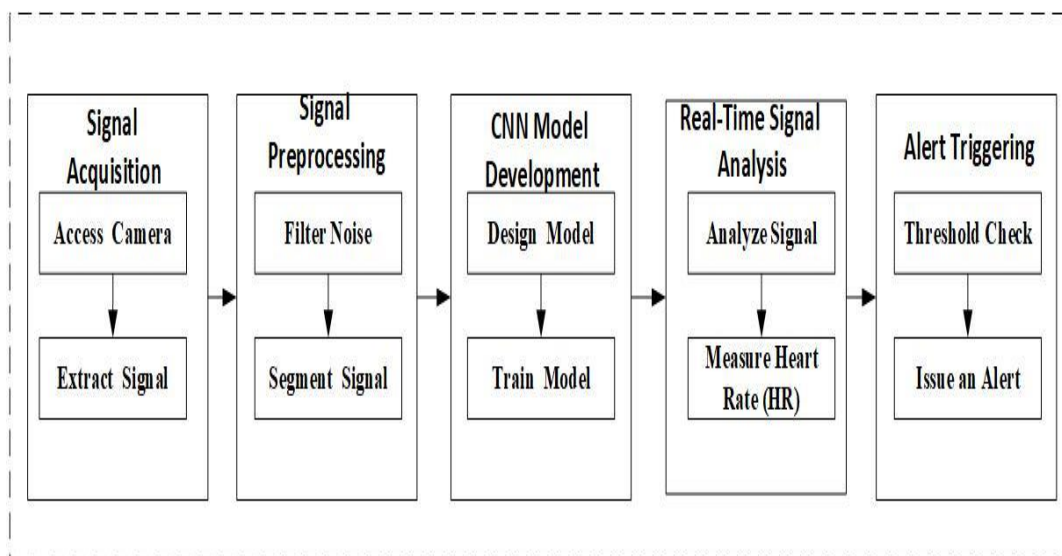 Signal
Acquisition
Access Camera
Extract Signal
Signal
Preprocessing
Filter Noise
Segment Signal
CNN Model
Development
Design Model
Train Model
Real-Time Signal
Analysis
Analyze Signal
Measure Heart
Rate (HR)
Alert Triggering
Threshold Check
Issue an Alert